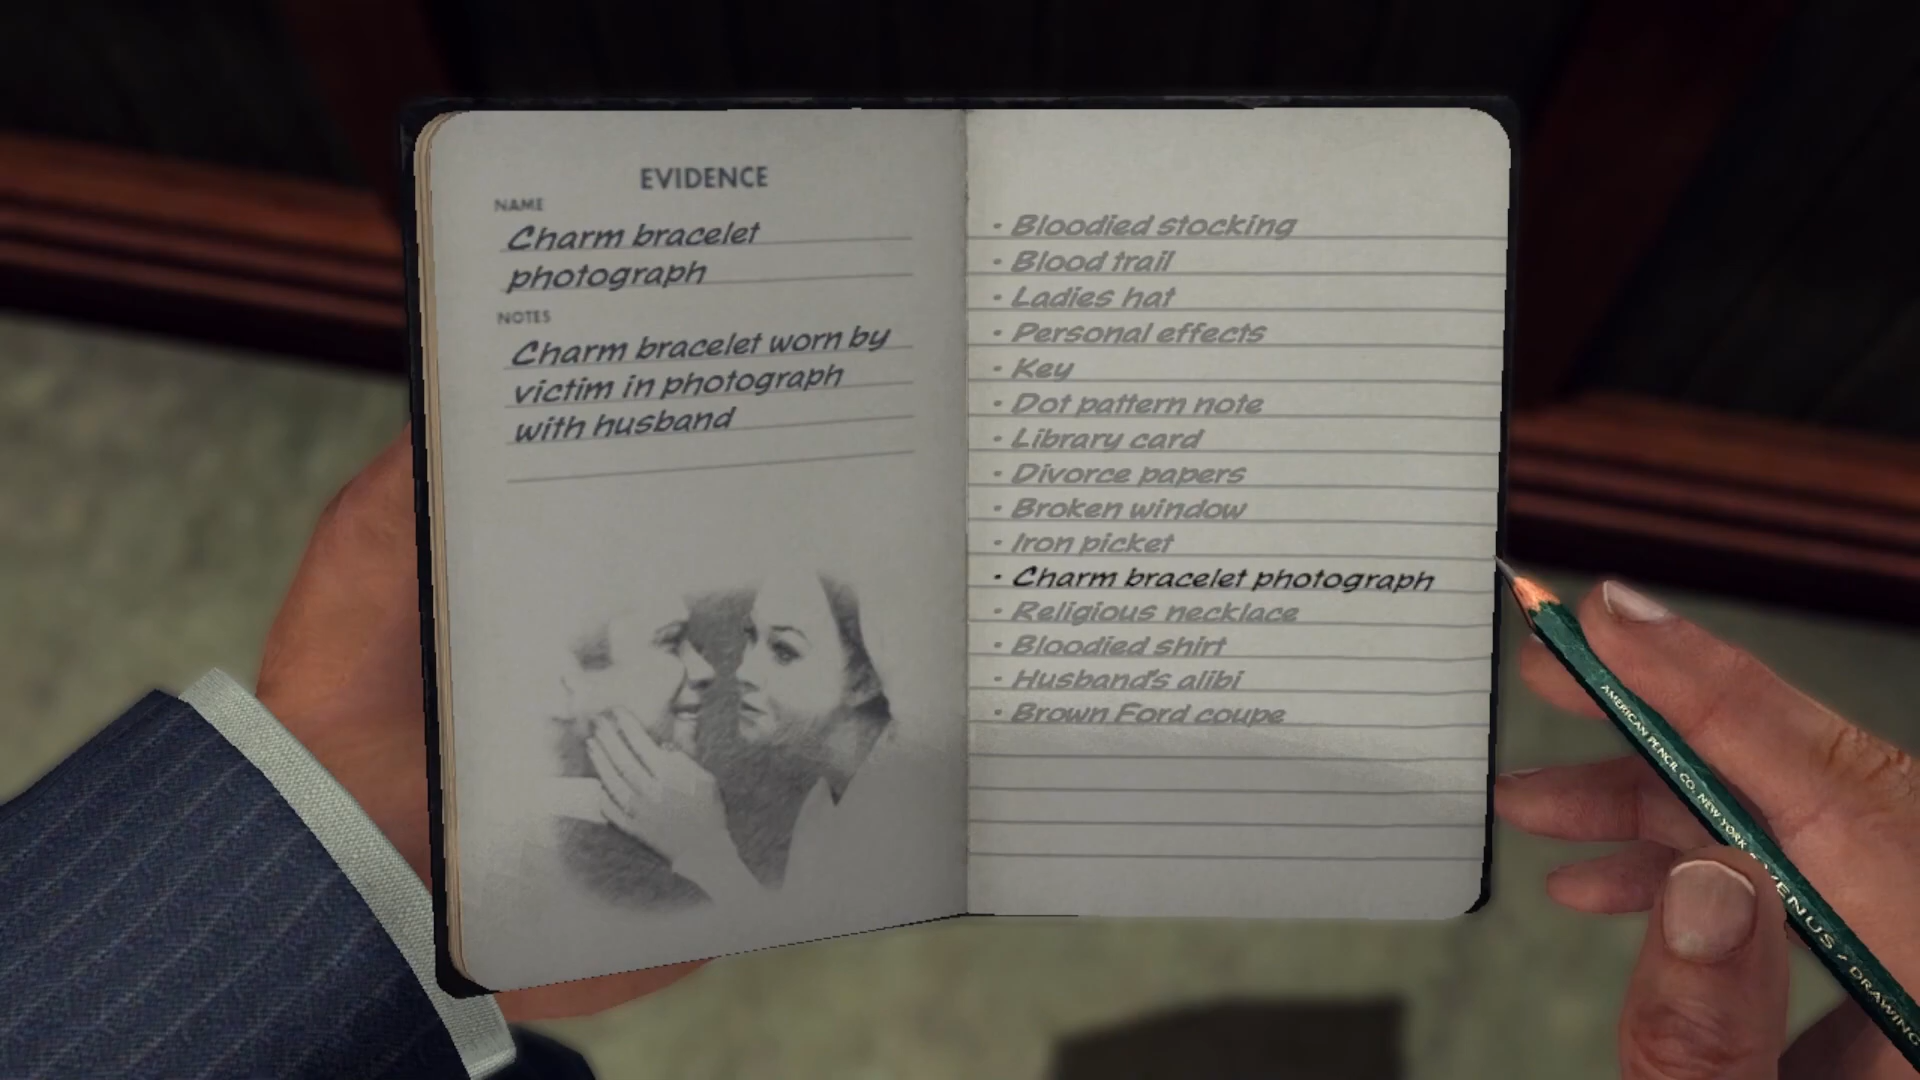 EVIDENCE
NAME
Charm bracelet
photograph
NOTES
Charm bracelet worn by
victim in photograph
with husband
• Bloodied stocking
• Blood trail
• Ladies hat
• Personal effects
• Key
• Dot pattern note
• Library card
• Divorce papers
• Broken window
• Iron picket
• Charm bracelet photograph
• Religious necklace
• Bloodied shirt
• Husband's alibi
• Brown Ford coupe
AMERICAN PENCIL CO. NEW YORK VENUS / DRAWING